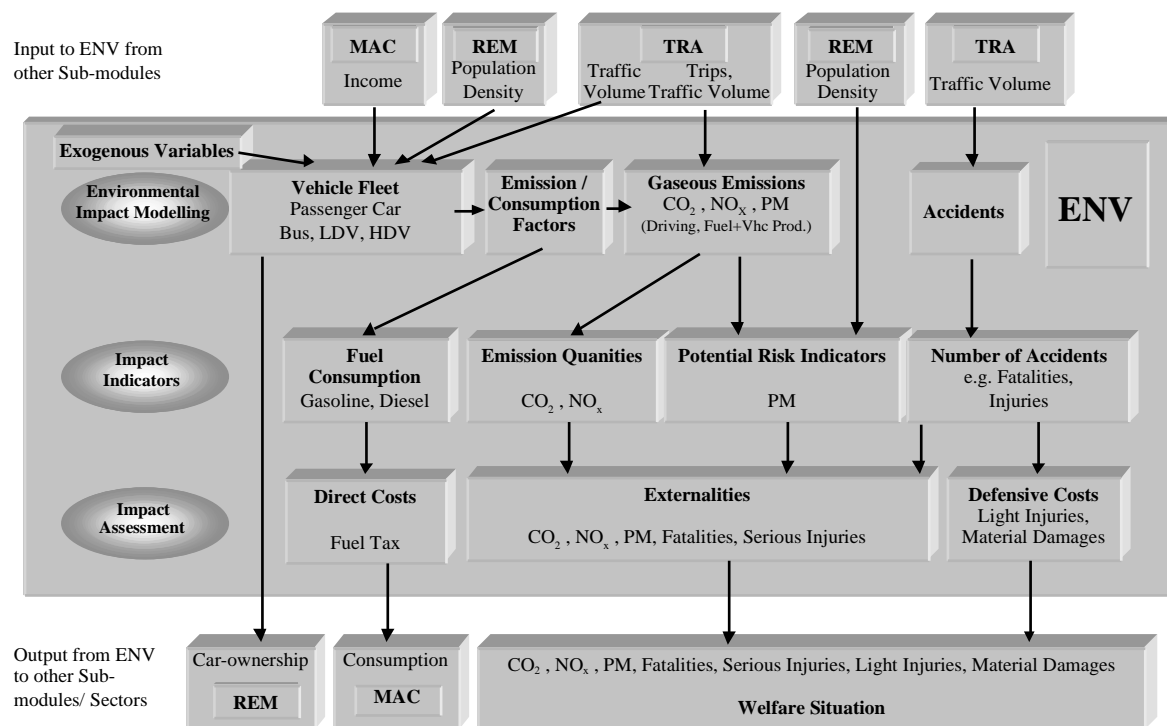 Input to ENV from
other Sub-modules
MAC
Income
REM
Population
Density
TRA
Traffic Trips,
Volume Traffic Volume
REM
Population
Density
TRA
Traffic Volume
Exogenous Variables
Environmental
Impact Modelling
Vehicle Fleet
Passenger Car
Bus, LDV, HDV
Emission /
Consumption
Factors
Gaseous Emissions
CO2 , NOX , PM
(Driving, Fuel+Vhc Prod.)
Accidents
ENV
Impact
Indicators
Fuel
Consumption
Gasoline, Diesel
Emission Quanities
CO2 , NOx
Potential Risk Indicators
PM
Number of Accidents
e.g. Fatalities,
Injuries
Impact
Assessment
Direct Costs
Fuel Tax
Externalities
CO2 , NOx , PM, Fatalities, Serious Injuries
Defensive Costs
Light Injuries,
Material Damages
Output from ENV
to other Sub-
modules/ Sectors
Car-ownership
REM
Consumption
MAC
CO2 , NOx , PM, Fatalities, Serious Injuries, Light Injuries, Material Damages
Welfare Situation